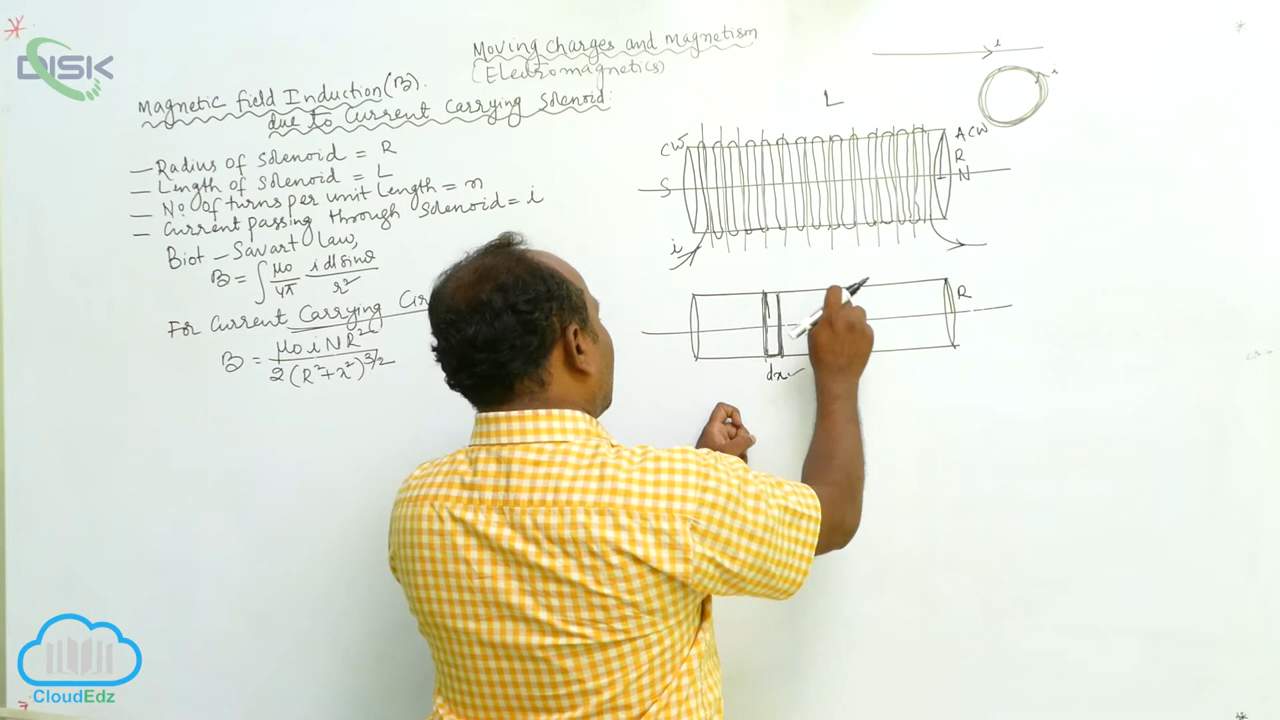 DISK
Moving charges and magnetism
(Electromagnetics)
Magnetic field Induction (B).
due to Current Carrying Solenoid:
— Radius of Solenoid = R
— Length of Solenoid = L
— No. of turns per unit Length = n
— Current passing through Solenoid = i
Biot - Savart Law,
B = ∫ μ0/4π i dl sinθ/r²
For Current Carrying Cir
B = μ0 i N R²/2(R²+x²)^3/2
i
i
L
CW
ACW
R
S
N
i
R
dx
CloudEdz